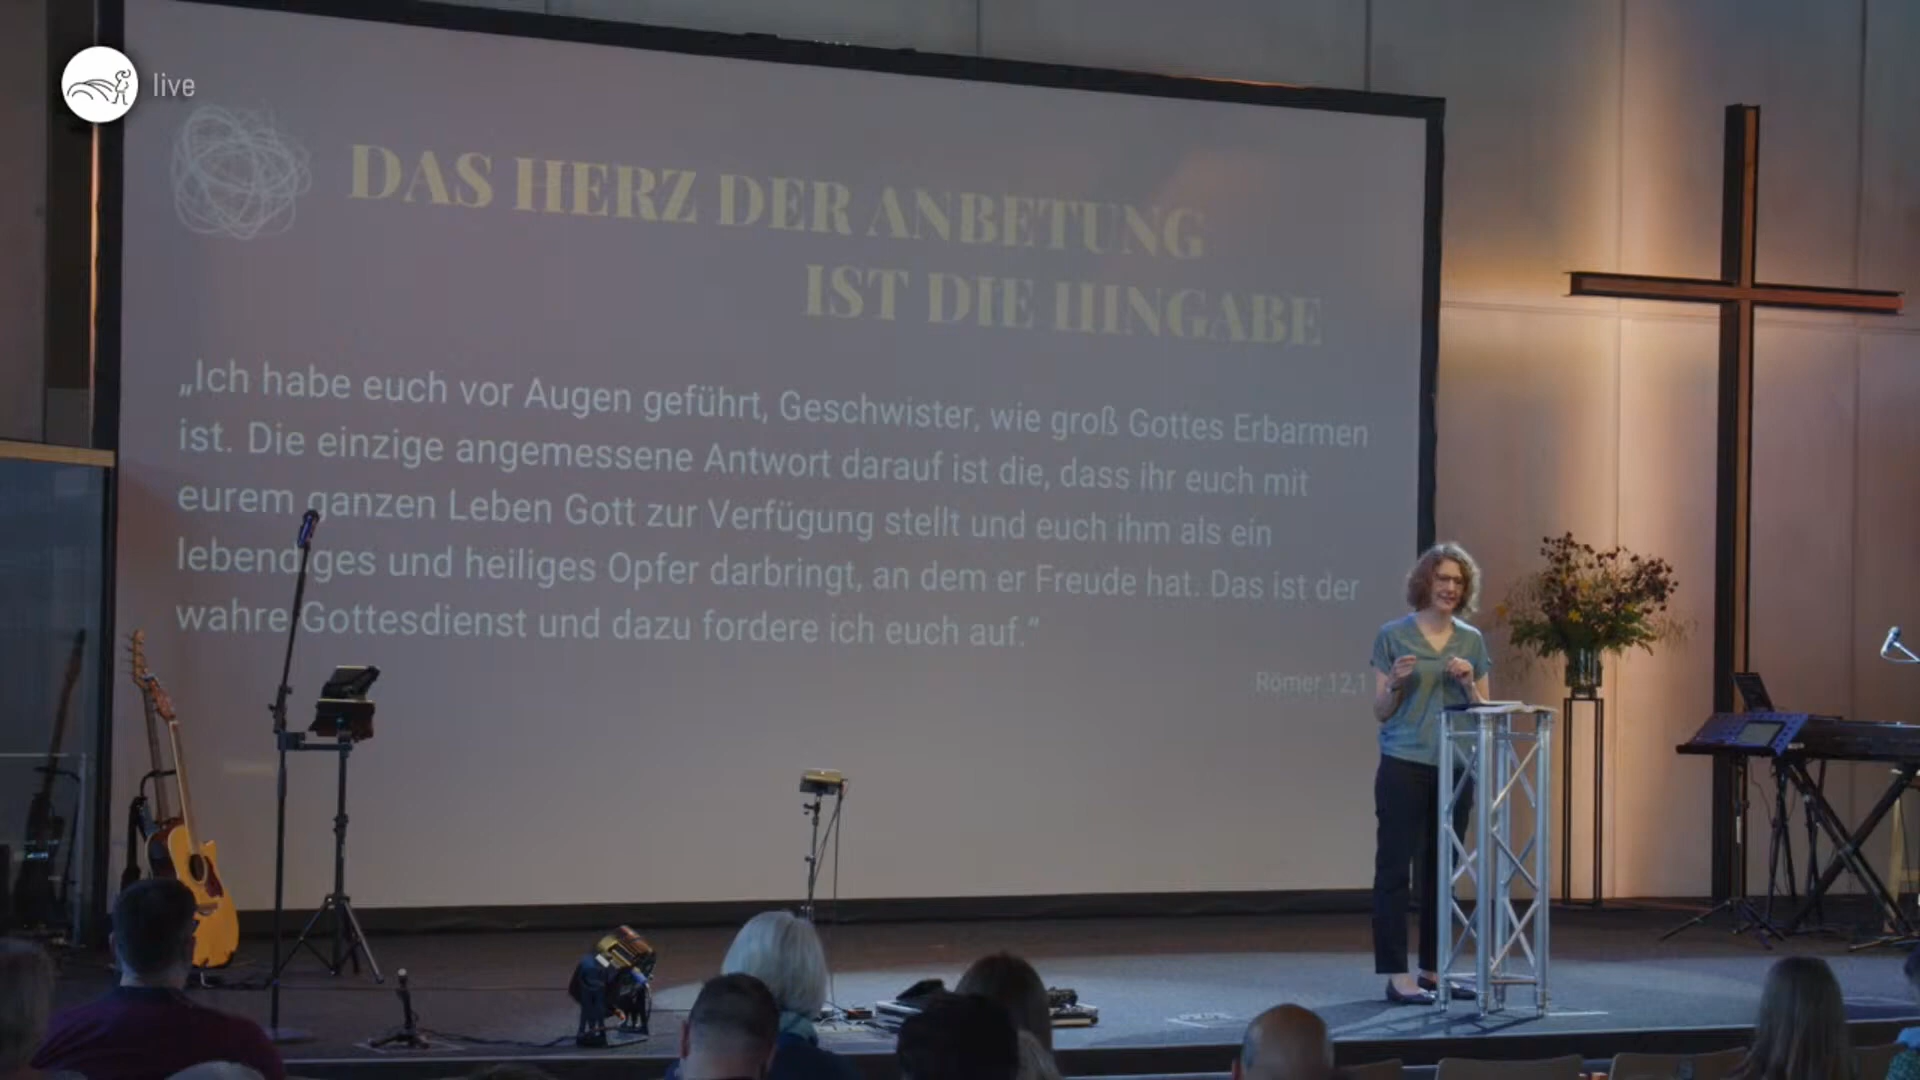 live
DAS HERZ DER ANBETUNG
IST DIE HINGABE
„Ich habe euch vor Augen geführt, Geschwister, wie groß Gottes Erbarmen
ist. Die einzige angemessene Antwort darauf ist die, dass ihr euch mit
eurem ganzen Leben Gott zur Verfügung stellt und euch ihm als ein
lebendiges und heiliges Opfer darbringt, an dem er Freude hat. Das ist der
wahre Gottesdienst und dazu fordere ich euch auf.“
Römer 12,1